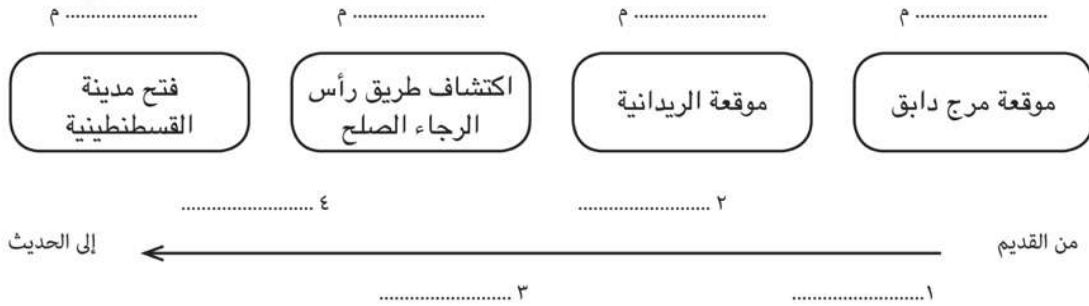 ........................ م ........................ م ........................ م ........................ م
موقعة مرج دابق
موقعة الريدانية
اكتشاف طريق رأس
الرجاء الصلح
فتح مدينة
القسطنطينية
٢ ........................ ٤ ........................
من القديم إلى الحديث
١........................ ٣ ........................